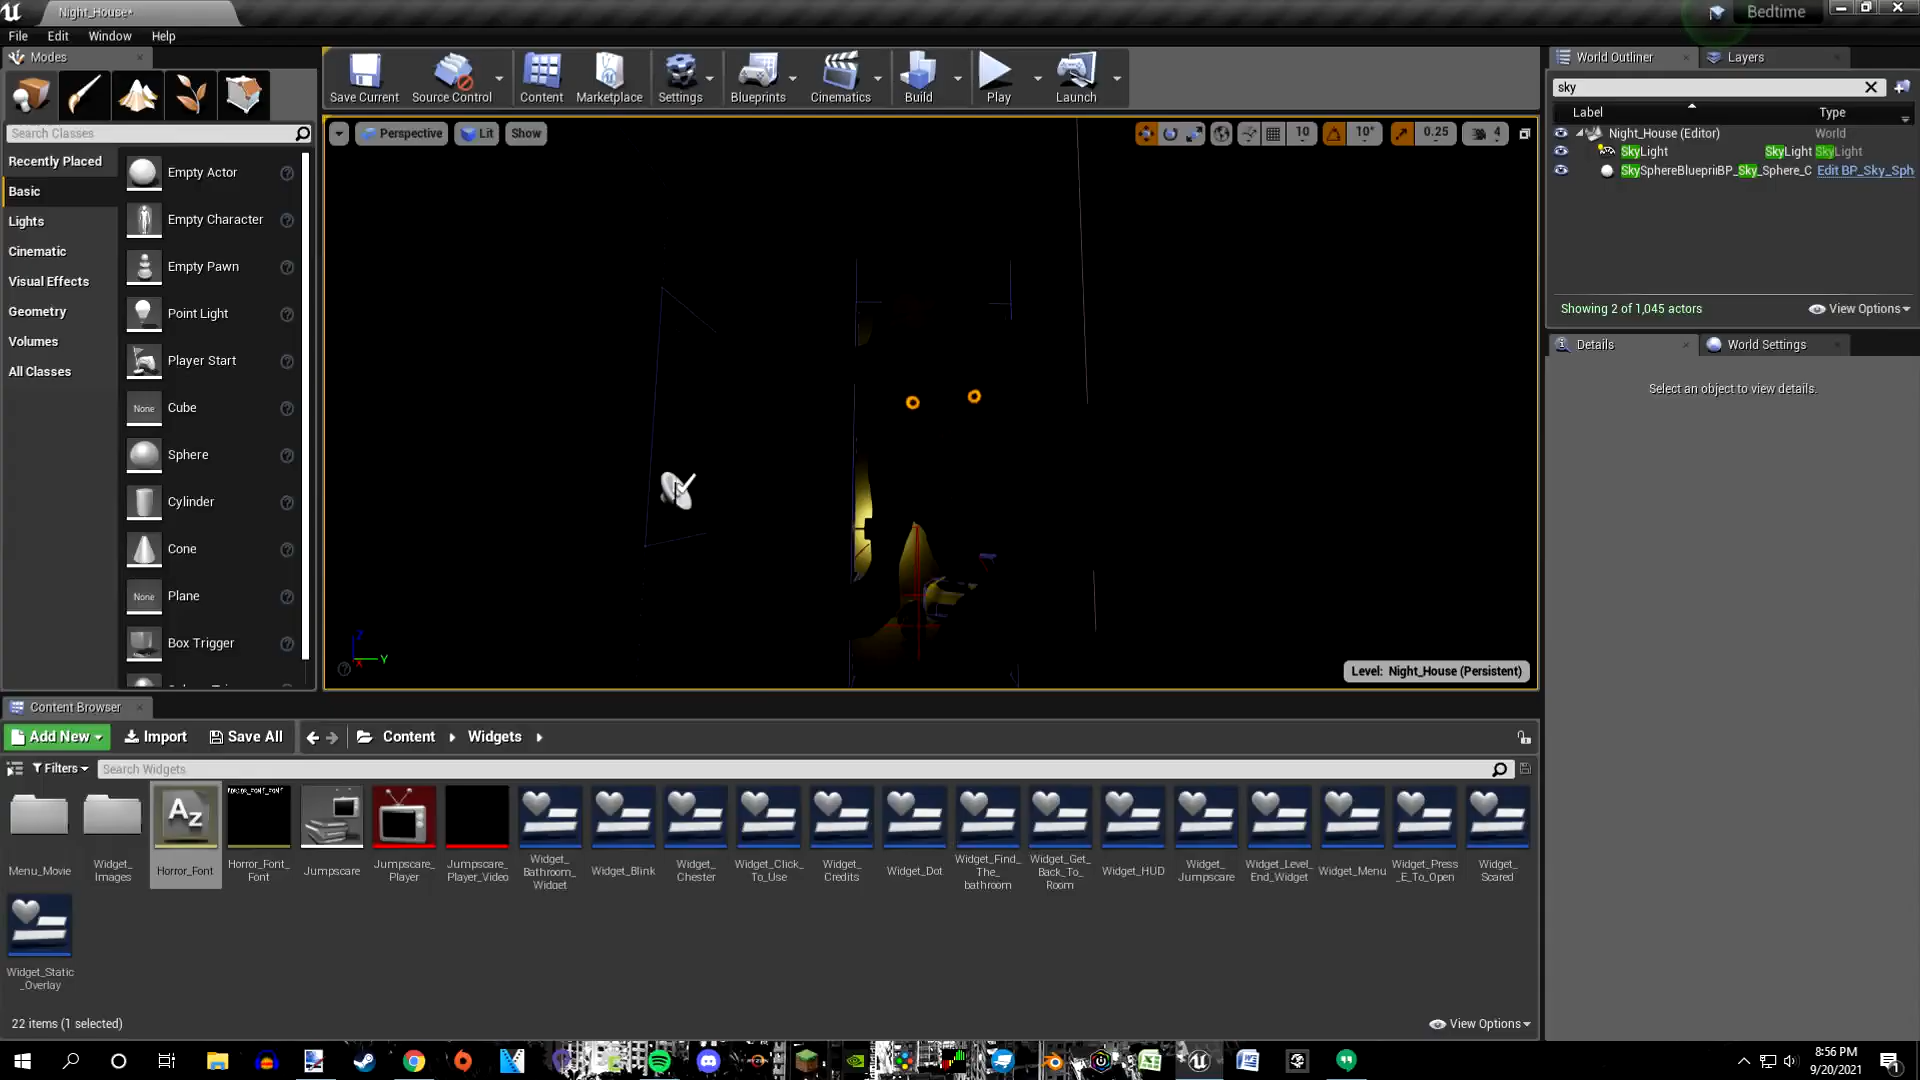 Night_House*
Bedtime
File Edit Window Help
Modes
Save Current
Source Control
Content
Marketplace
Settings
Blueprints
Cinematics
Build
Play
Launch
World Outliner
Layers
sky
Label
Type
Night_House (Editor) World
SkyLight SkyLight SkyLight
SkySphereBlueprii BP_Sky_Sphere_C Edit BP_Sky_Sph
Showing 2 of 1,045 actors
View Options
Search Classes
Recently Placed
Basic
Lights
Cinematic
Visual Effects
Geometry
Volumes
All Classes
Empty Actor
Empty Character
Empty Pawn
Point Light
Player Start
None Cube
Sphere
Cylinder
Cone
None Plane
Box Trigger
Perspective Lit Show
10 10° 0.25 4
Z
Y
x
Level: Night_House (Persistent)
Details
World Settings
Select an object to view details.
Content Browser
Add New
Import
Save All
Content
Widgets
Filters
Search Widgets
Az
Menu_Movie
Widget_
Images
Horror_Font
Horror_Font_
Font
Jumpscare
Jumpscare_
Player
Jumpscare_
Player_Video
Widget_
Bathroom_
Widget
Widget_Blink
Widget_
Chester
Widget_Click_
To_Use
Widget_
Credits
Widget_Dot
Widget_Find_
The_
bathroom
Widget_Get_
Back_To_
Room
Widget_HUD
Widget_
Jumpscare
Widget_Level_
End_Widget
Widget_Menu
Widget_Press
_E_To_Open
Widget_
Scared
Widget_Static
_Overlay
22 items (1 selected)
View Options
8:56 PM
9/20/2021
1